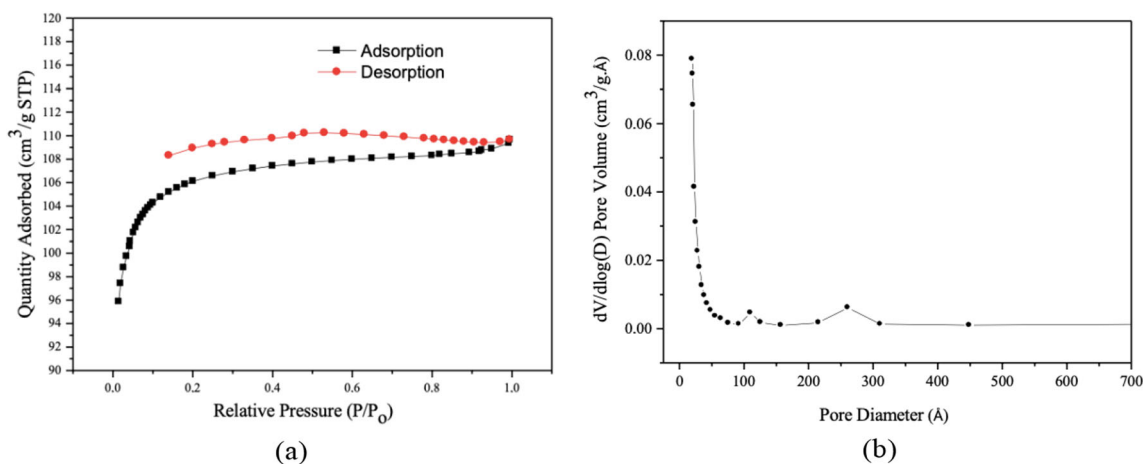 120
118
116
114
112
110
108
106
104
102
100
98
96
94
92
90
Quantity Adsorbed (cm³/g STP)
Adsorption
Desorption
0.0 0.2 0.4 0.6 0.8 1.0
Relative Pressure (P/Pₒ)
(a)
0.08
0.06
0.04
0.02
0.00
dV/dlog(D) Pore Volume (cm³/g.Å)
0 100 200 300 400 500 600 700
Pore Diameter (Å)
(b)